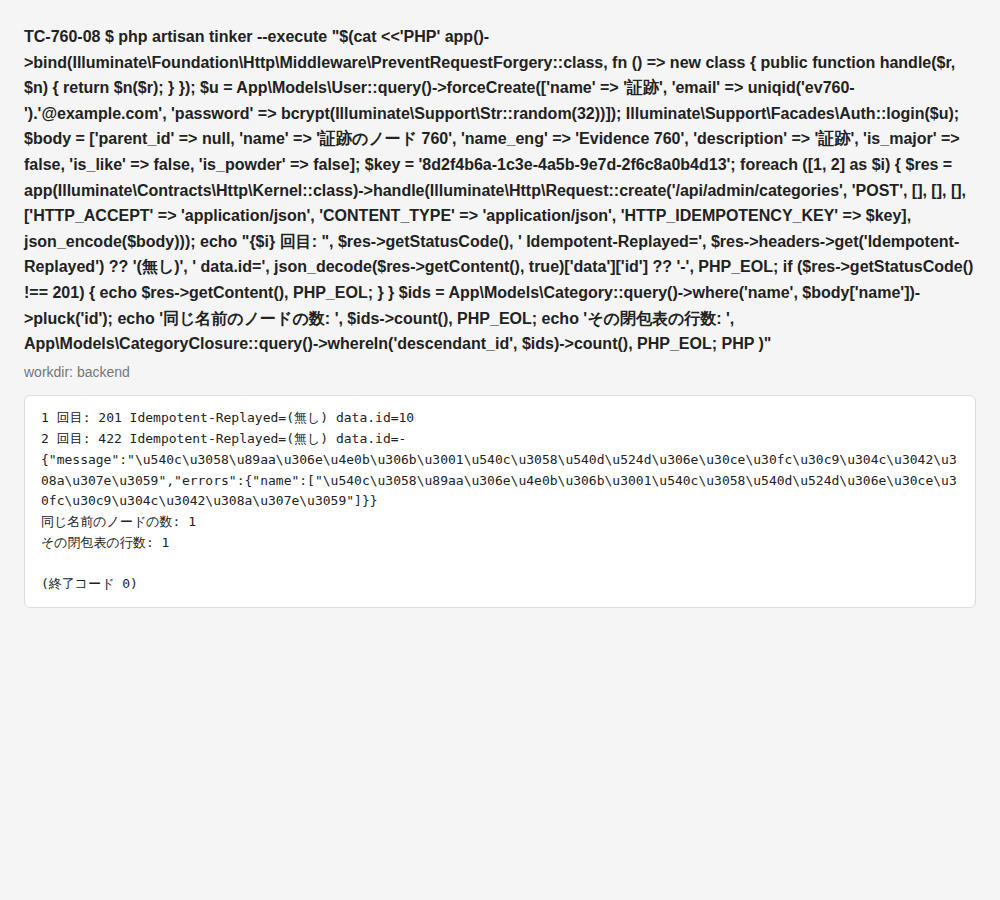 TC-760-08 $ php artisan tinker --execute "$(cat <<'PHP' app()-
>bind(Illuminate\Foundation\Http\Middleware\PreventRequestForgery::class, fn () => new class { public function handle($r,
$n) { return $n($r); } }); $u = App\Models\User::query()->forceCreate(['name' => '証跡', 'email' => uniqid('ev760-
').'@example.com', 'password' => bcrypt(Illuminate\Support\Str::random(32))]); Illuminate\Support\Facades\Auth::login($u);
$body = ['parent_id' => null, 'name' => '証跡のノード 760', 'name_eng' => 'Evidence 760', 'description' => '証跡', 'is_major' =>
false, 'is_like' => false, 'is_powder' => false]; $key = '8d2f4b6a-1c3e-4a5b-9e7d-2f6c8a0b4d13'; foreach ([1, 2] as $i) { $res =
app(Illuminate\Contracts\Http\Kernel::class)->handle(Illuminate\Http\Request::create('/api/admin/categories', 'POST', [], [], [],
['HTTP_ACCEPT' => 'application/json', 'CONTENT_TYPE' => 'application/json', 'HTTP_IDEMPOTENCY_KEY' => $key],
json_encode($body))); echo "{$i} 回目: ", $res->getStatusCode(), ' Idempotent-Replayed=', $res->headers->get('Idempotent-
Replayed') ?? '(無し)', ' data.id=', json_decode($res->getContent(), true)['data']['id'] ?? '-', PHP_EOL; if ($res->getStatusCode()
!== 201) { echo $res->getContent(), PHP_EOL; } } $ids = App\Models\Category::query()->where('name', $body['name'])-
>pluck('id'); echo '同じ名前のノードの数: ', $ids->count(), PHP_EOL; echo 'その閉包表の行数: ',
App\Models\CategoryClosure::query()->whereIn('descendant_id', $ids)->count(), PHP_EOL; PHP )"
workdir: backend
1 回目: 201 Idempotent-Replayed=(無し) data.id=10
2 回目: 422 Idempotent-Replayed=(無し) data.id=-
{"message":"\u540c\u3058\u89aa\u306e\u4e0b\u306b\u3001\u540c\u3058\u540d\u524d\u306e\u30ce\u30fc\u30c9\u304c\u3042\u3
08a\u307e\u3059","errors":{"name":["\u540c\u3058\u89aa\u306e\u4e0b\u306b\u3001\u540c\u3058\u540d\u524d\u306e\u30ce\u3
0fc\u30c9\u304c\u3042\u308a\u307e\u3059"]}}
同じ名前のノードの数: 1
その閉包表の行数: 1
(終了コード 0)